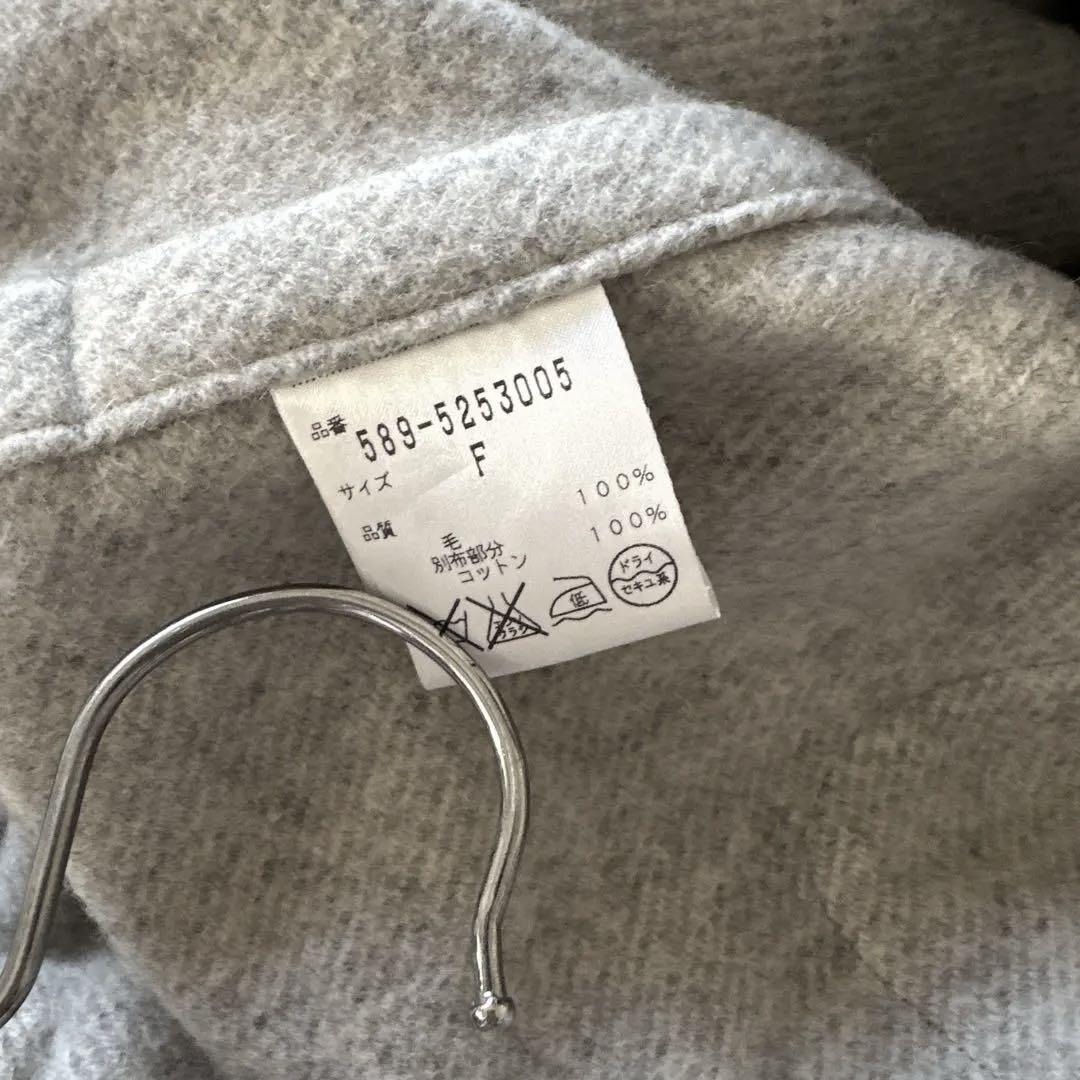 品番 589-5253005
サイズ F
品質
毛 100%
別布部分
コットン 100%
低
ドライ
セキユ系